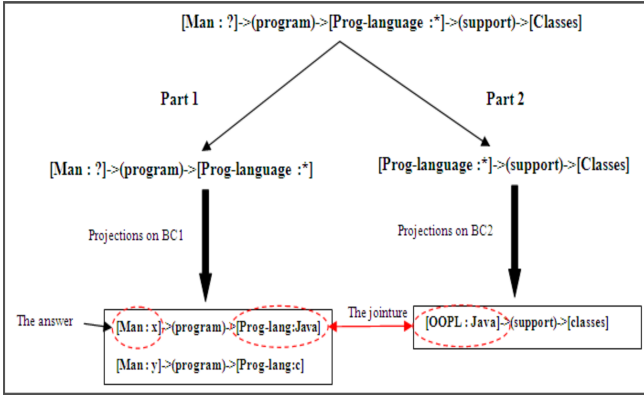 [Man : ?]->(program)->[Prog-language :*]->(support)->[Classes]
Part 1
Part 2
[Man : ?]->(program)->[Prog-language :*]
[Prog-language :*]->(support)->[Classes]
Projections on BC1
Projections on BC2
The answer
[Man : x]->(program)->[Prog-lang:Java]
The jointure
[OOPL : Java]->(support)->[classes]
[Man : y]->(program)->[Prog-lang:c]